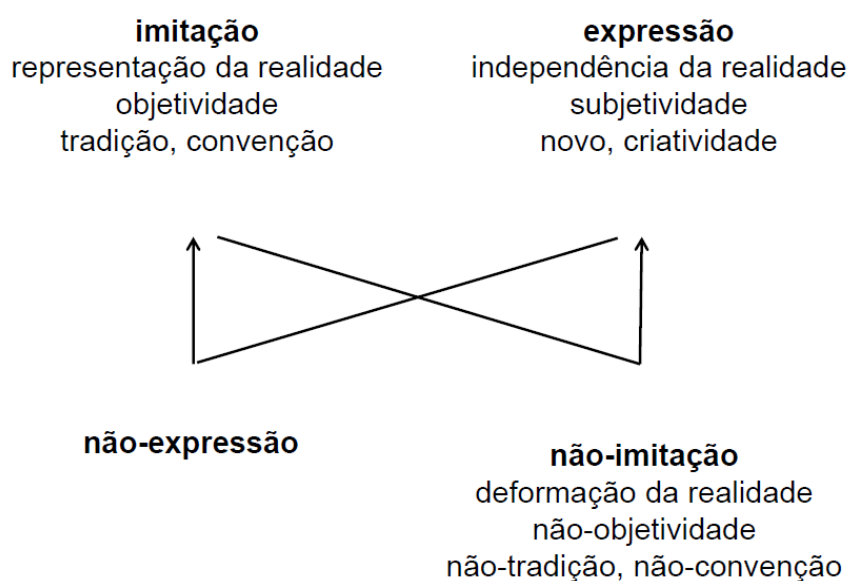 imitação
representação da realidade
objetividade
tradição, convenção
expressão
independência da realidade
subjetividade
novo, criatividade
não-expressão
não-imitação
deformação da realidade
não-objetividade
não-tradição, não-convenção